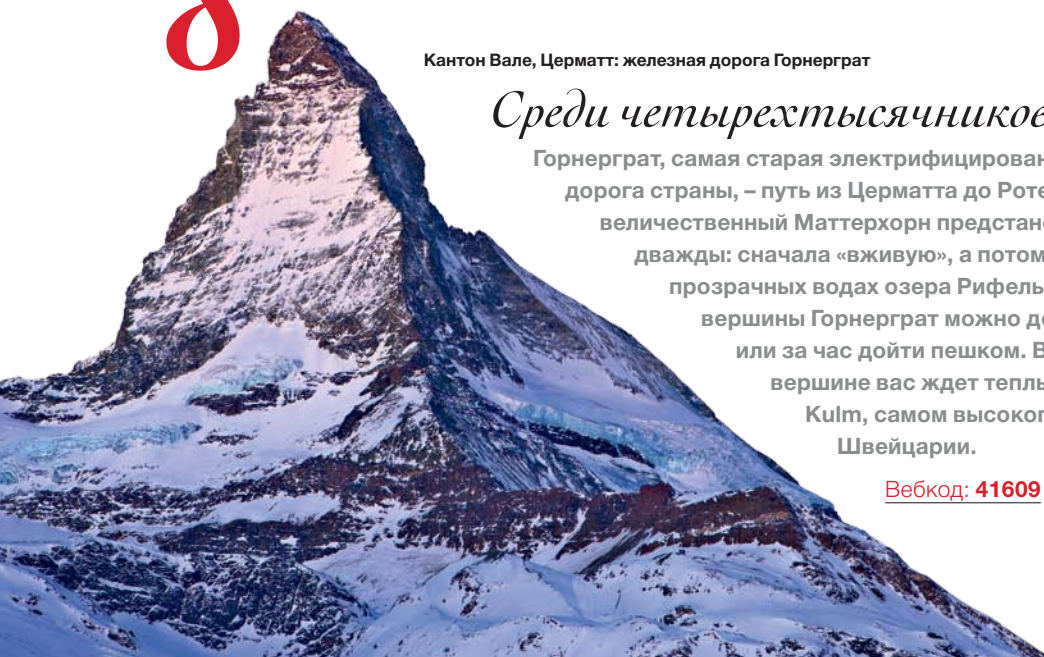 Кантон Вале, Церматт: железная дорога Горнерграт
Среди четырехтысячников
Горнерграт, самая старая электрифицирован
дорога страны, – путь из Церматта до Роте
величественный Маттерхорн предстан
дважды: сначала «вживую», а потом
прозрачных водах озера Рифель
вершины Горнерграт можно д
или за час дойти пешком. В
вершине вас ждет теплы
Kulm, самом высоког
Швейцарии.
Вебкод: 41609